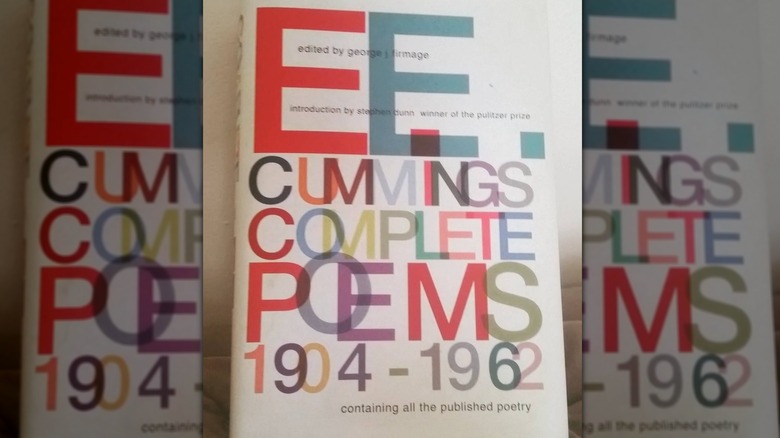 E.E.
edited by george j firmage
introduction by stephen dunn winner of the pulitzer prize
CUMMINGS
COMPLETE
POEMS
1904 - 1962
containing all the published poetry